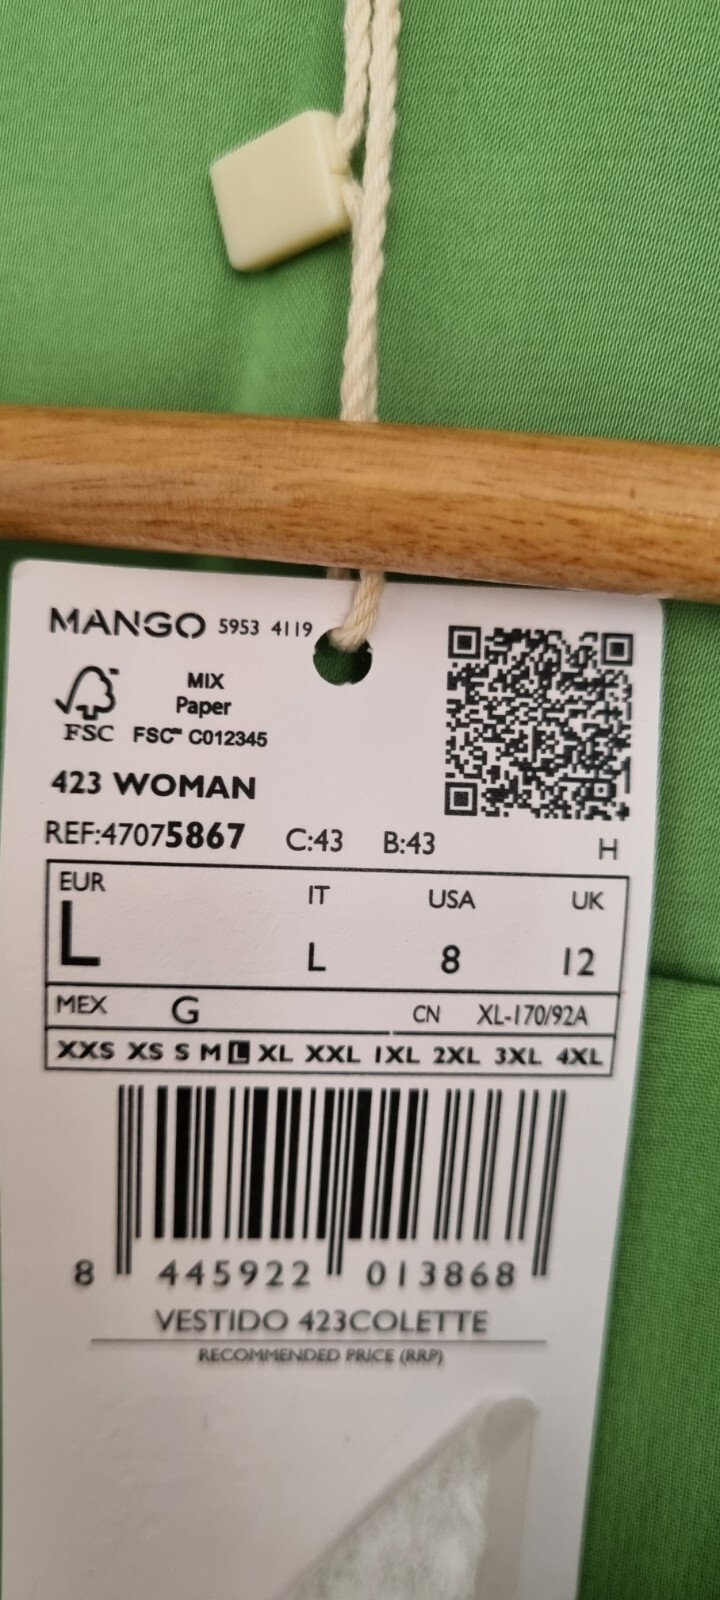 MANGO 5953 4119
MIX
Paper
FSC FSC™ C012345
423 WOMAN
REF:47075867 C:43 B:43 H
EUR IT USA UK
L L 8 12
MEX G CN XL-170/92A
XXS XS S M L XL XXL 1XL 2XL 3XL 4XL
8 445922 013868
VESTIDO 423COLETTE
RECOMMENDED PRICE (RRP)